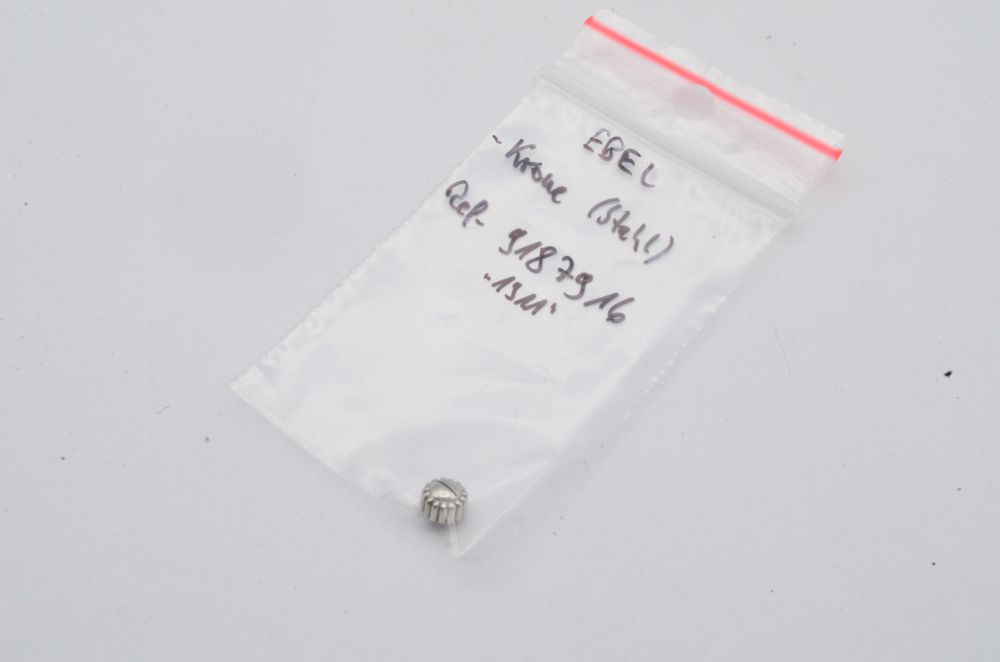 EBEL
- Krone (Stahl)
Ref. 9187916
"1911"